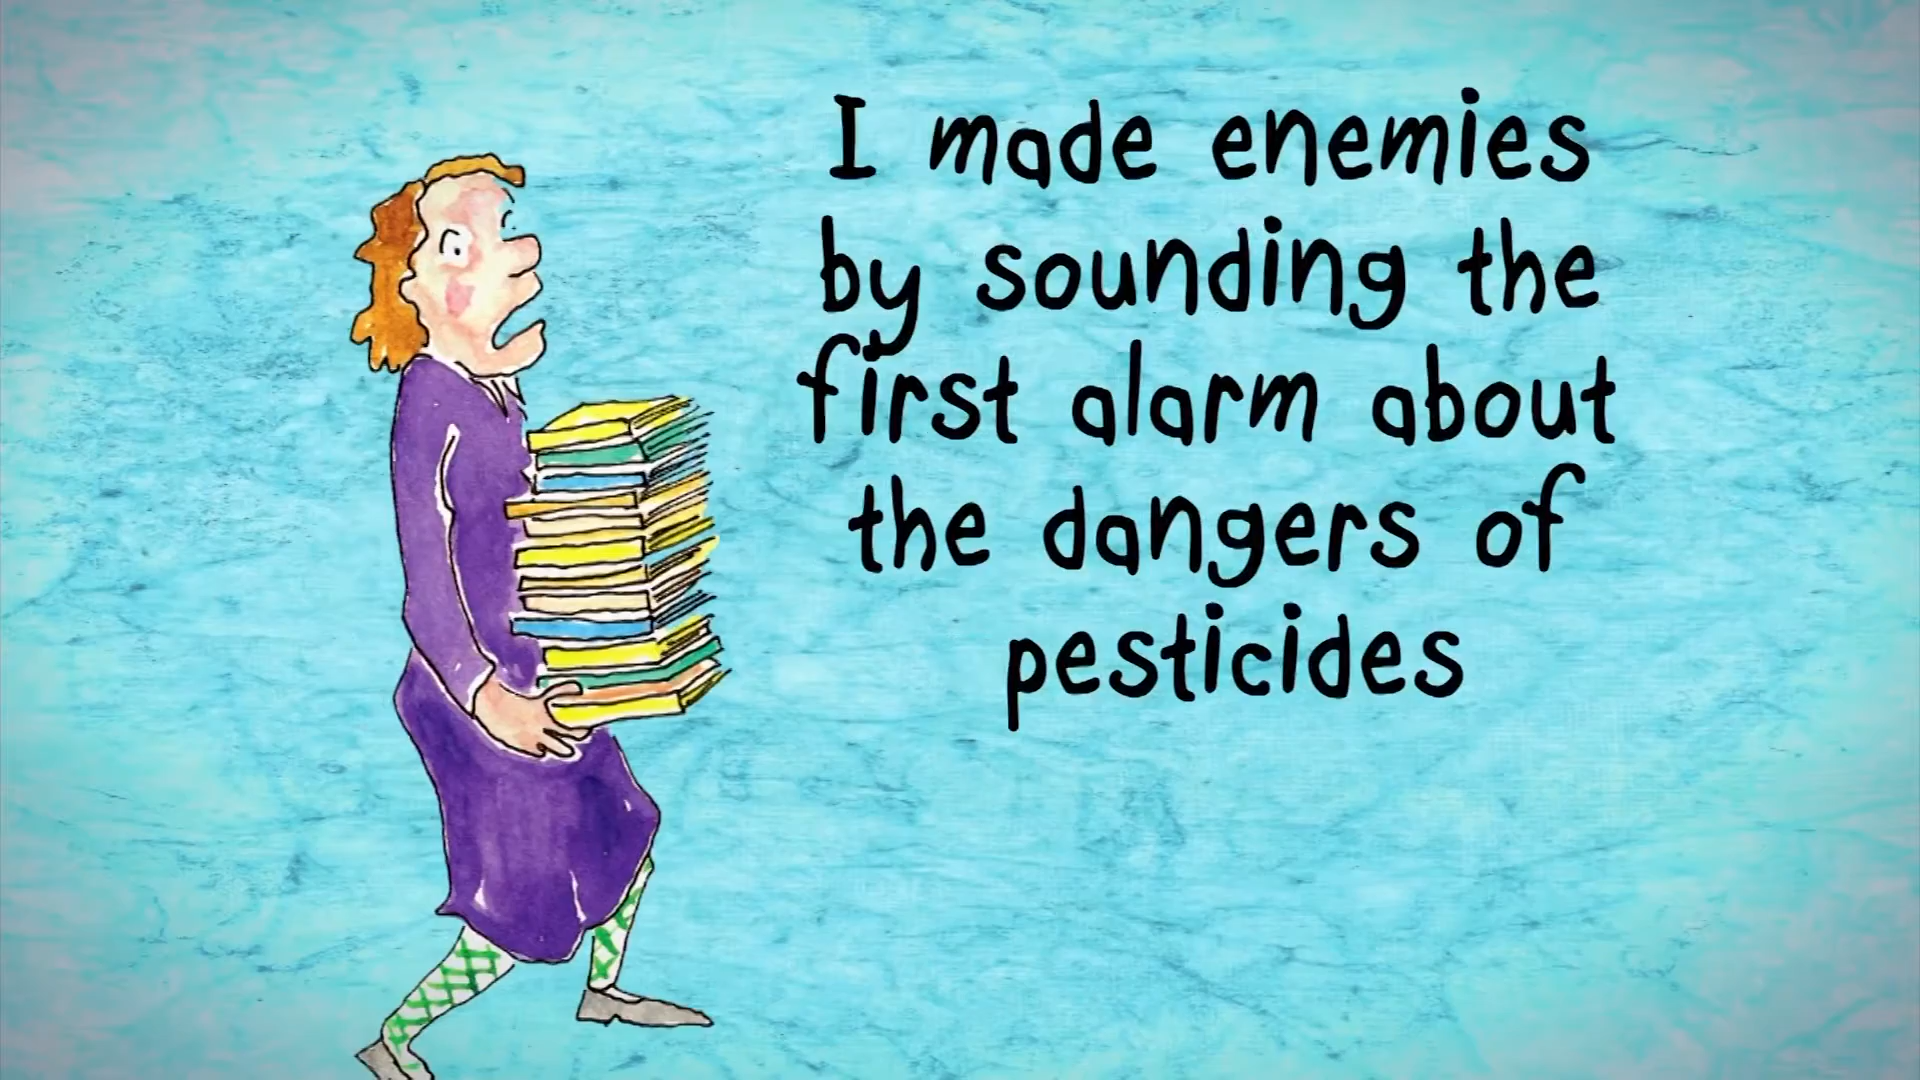 I made enemies
by sounding the
first alarm about
the dangers of
pesticides